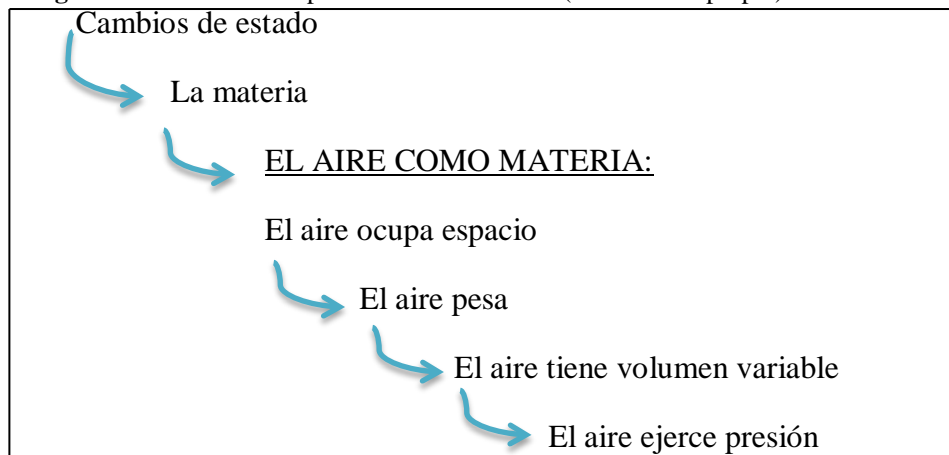 Cambios de estado
La materia
EL AIRE COMO MATERIA:
El aire ocupa espacio
El aire pesa
El aire tiene volumen variable
El aire ejerce presión